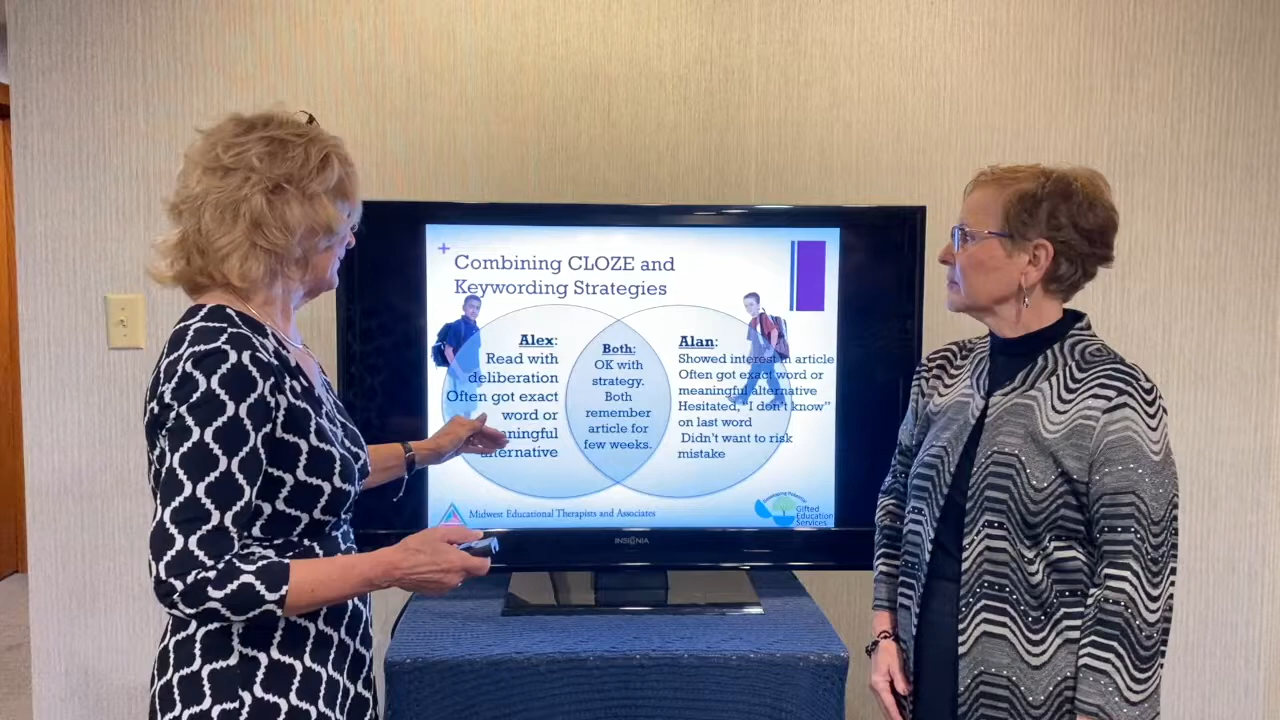 +
Combining CLOZE and
Keywording Strategies
Alex:
Read with
deliberation
Often got exact
word or
alternative
Both:
OK with
strategy.
Both
remember
article for
few weeks.
Alan:
Showed interest in article
Often got exact word or
meaningful alternative
Hesitated, "I don't know"
on last word
Didn't want to risk
mistake
Midwest Educational Therapists and Associates
Developing Potential
Gifted
Education
Services
INSIGNIA